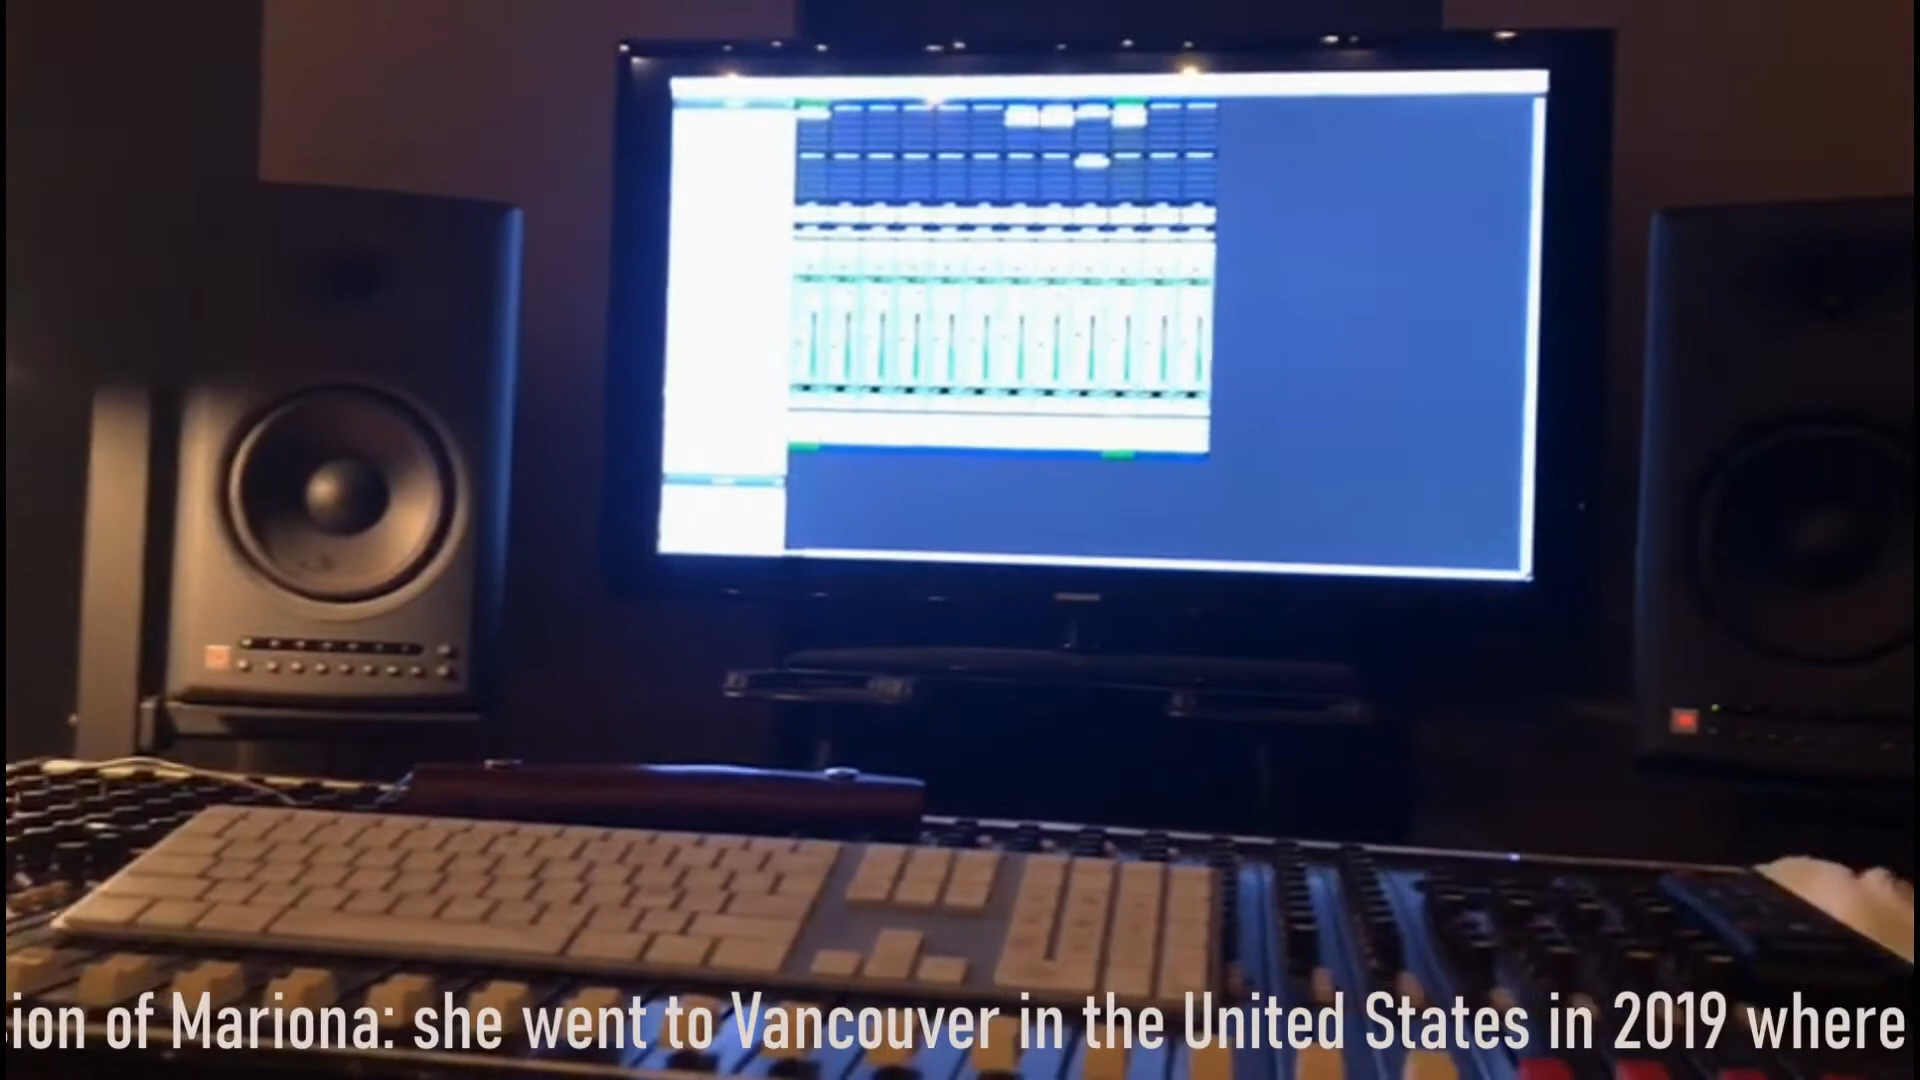 ion of Mariona: she went to Vancouver in the United States in 2019 where